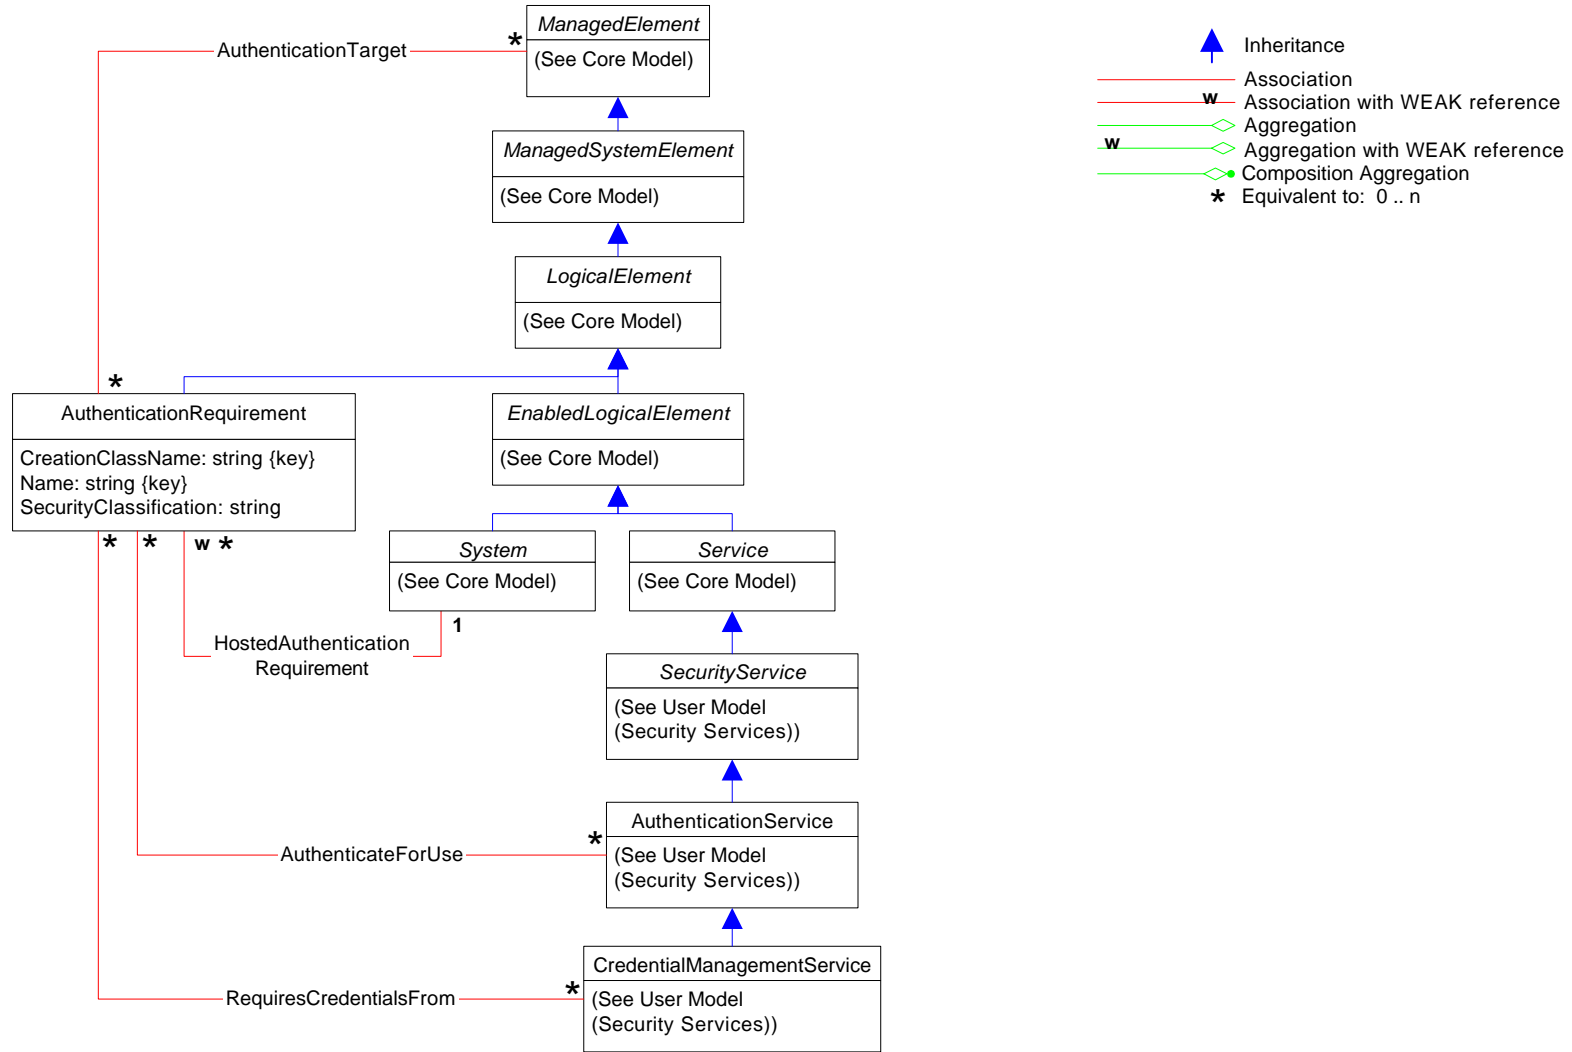 ManagedElement
(See Core Model)
AuthenticationTarget
*
Inheritance
Association
w
Association with WEAK reference
Aggregation
w
Aggregation with WEAK reference
Composition Aggregation
* Equivalent to: 0 .. n
ManagedSystemElement
(See Core Model)
LogicalElement
(See Core Model)
*
AuthenticationRequirement
CreationClassName: string {key}
Name: string {key}
SecurityClassification: string
EnabledLogicalElement
(See Core Model)
* * w *
System
(See Core Model)
Service
(See Core Model)
1
HostedAuthentication
Requirement
SecurityService
(See User Model
(Security Services))
AuthenticationService
(See User Model
(Security Services))
AuthenticateForUse
*
CredentialManagementService
(See User Model
(Security Services))
RequiresCredentialsFrom
*